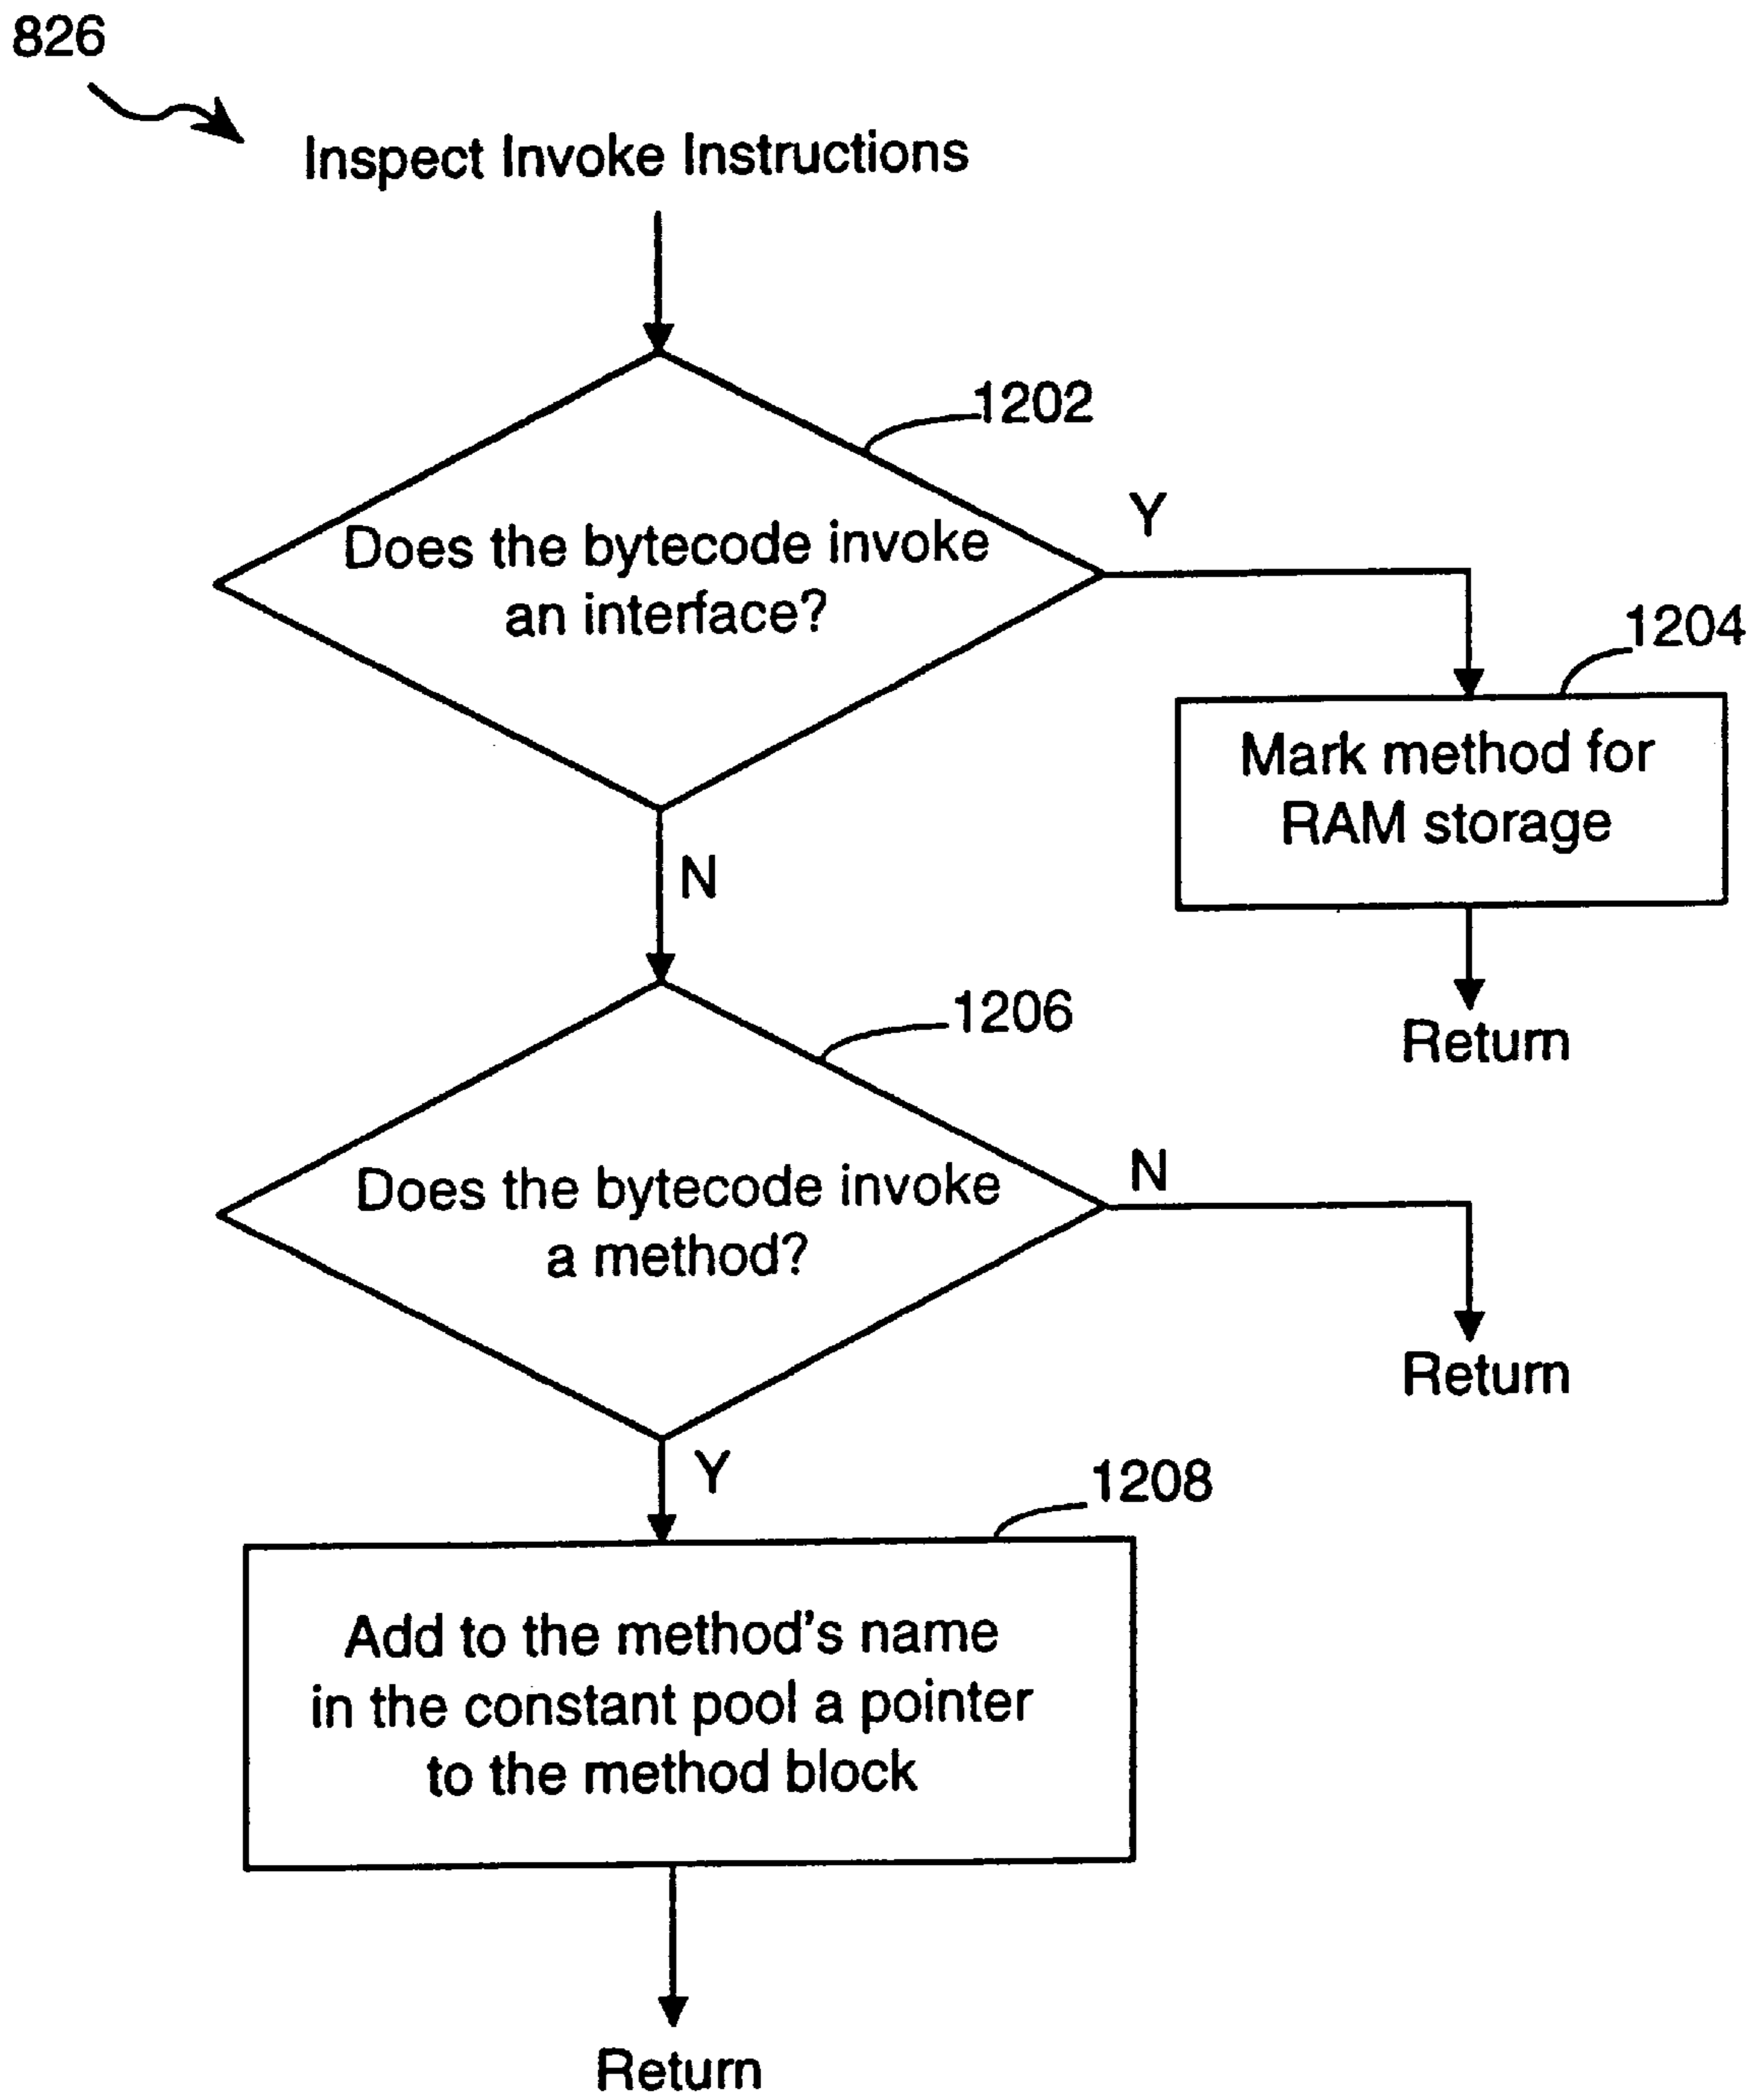 826
Inspect Invoke Instructions
1202
Does the bytecode invoke
an interface?
Y
1204
Mark method for
RAM storage
Return
N
1206
Does the bytecode invoke
a method?
N
Return
Y
1208
Add to the method's name
in the constant pool a pointer
to the method block
Return